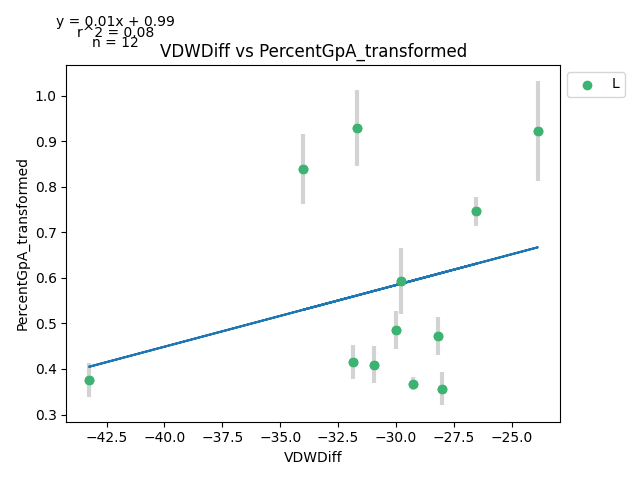 y = 0.01x + 0.99
r^2 = 0.08
n = 12
VDWDiff vs PercentGpA_transformed
L
PercentGpA_transformed
1.0
0.9
0.8
0.7
0.6
0.5
0.4
0.3
−42.5 −40.0 −37.5 −35.0 −32.5 −30.0 −27.5 −25.0
VDWDiff